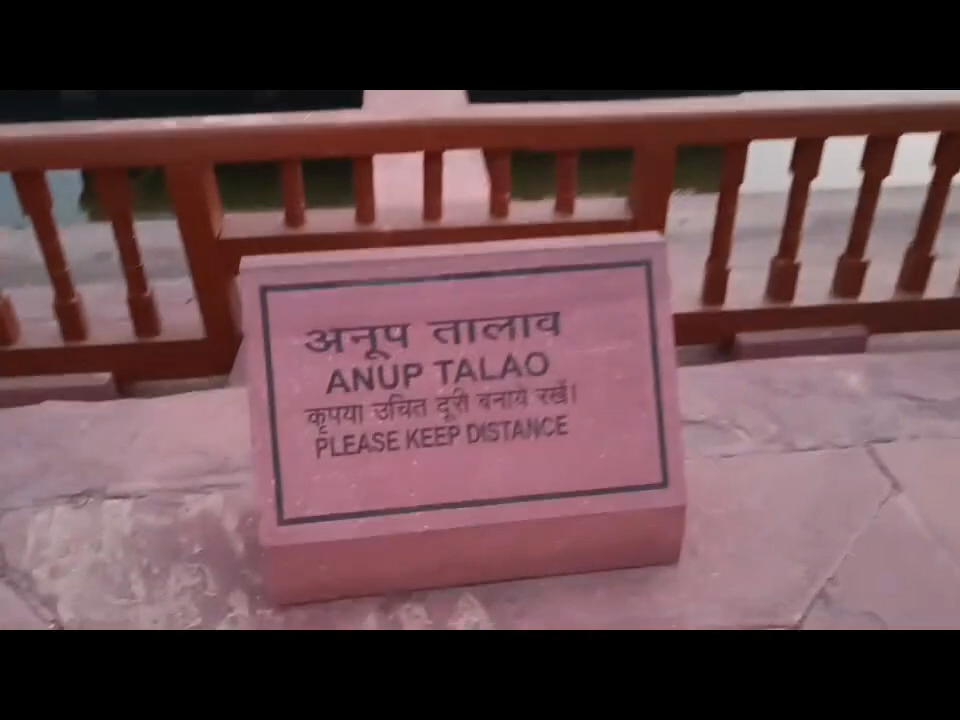 अनूप तालाव
ANUP TALAO
कृपया उचित दूरी बनाये रखें।
PLEASE KEEP DISTANCE